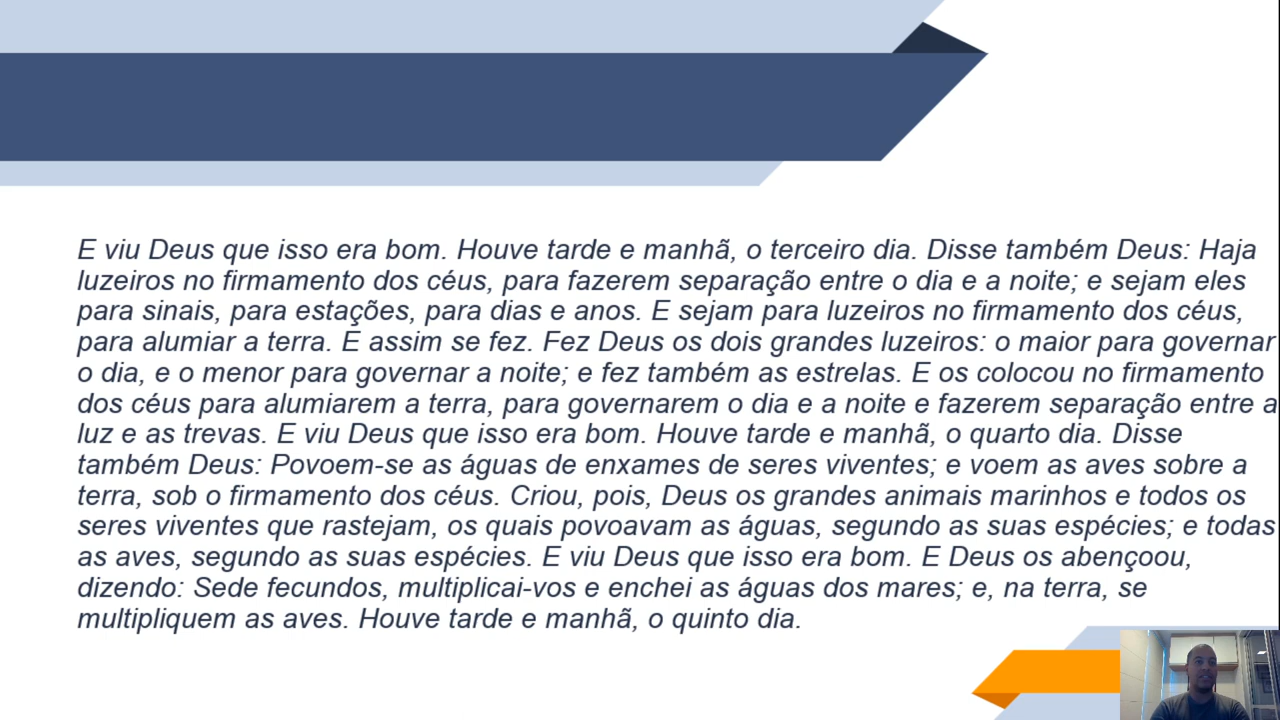 E viu Deus que isso era bom. Houve tarde e manhã, o terceiro dia. Disse também Deus: Haja
luzeiros no firmamento dos céus, para fazerem separação entre o dia e a noite; e sejam eles
para sinais, para estações, para dias e anos. E sejam para luzeiros no firmamento dos céus,
para alumiar a terra. E assim se fez. Fez Deus os dois grandes luzeiros: o maior para governar
o dia, e o menor para governar a noite; e fez também as estrelas. E os colocou no firmamento
dos céus para alumiarem a terra, para governarem o dia e a noite e fazerem separação entre a
luz e as trevas. E viu Deus que isso era bom. Houve tarde e manhã, o quarto dia. Disse
também Deus: Povoem-se as águas de enxames de seres viventes; e voem as aves sobre a
terra, sob o firmamento dos céus. Criou, pois, Deus os grandes animais marinhos e todos os
seres viventes que rastejam, os quais povoavam as águas, segundo as suas espécies; e todas
as aves, segundo as suas espécies. E viu Deus que isso era bom. E Deus os abençoou,
dizendo: Sede fecundos, multiplicai-vos e enchei as águas dos mares; e, na terra, se
multipliquem as aves. Houve tarde e manhã, o quinto dia.